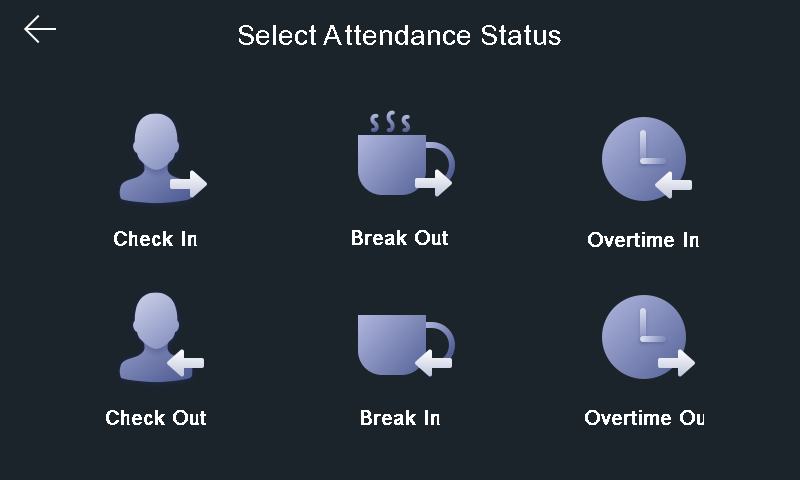 Select Attendance Status
Check In
Break Out
Overtime In
Check Out
Break In
Overtime Ou